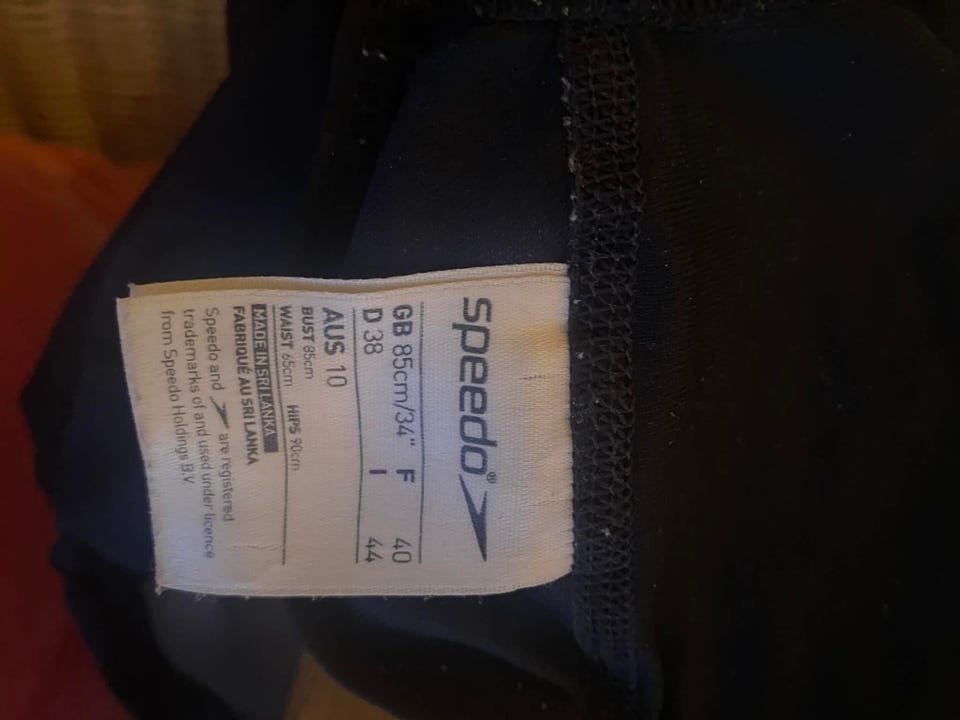 speedo®
GB 85cm/34" F 40
D 38 I 44
AUS 10
BUST 85cm
WAIST 65cm HIPS 90cm
MADE IN SRI LANKA
FABRIQUÉ AU SRI LANKA
Speedo and are registered
trademarks of and used under licence
from Speedo Holdings B.V.